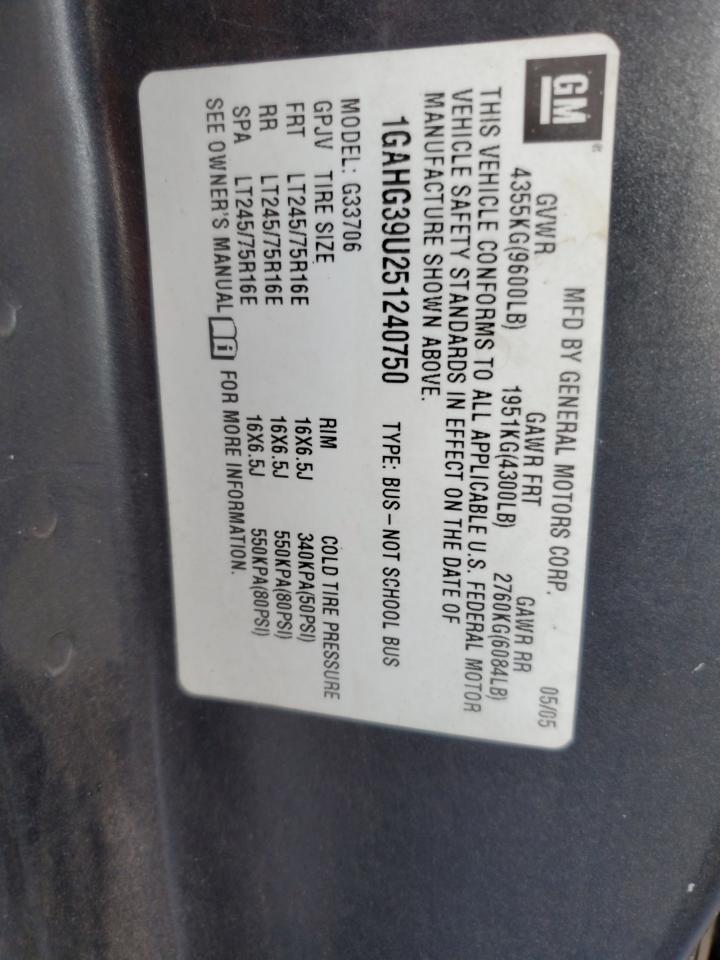 GM
MFD BY GENERAL MOTORS CORP. 05/05
GVWR GAWR FRT GAWR RR
4355KG(9600LB) 1951KG(4300LB) 2760KG(6084LB)
THIS VEHICLE CONFORMS TO ALL APPLICABLE U.S. FEDERAL MOTOR
VEHICLE SAFETY STANDARDS IN EFFECT ON THE DATE OF
MANUFACTURE SHOWN ABOVE.
1GAHG39U251240750 TYPE: BUS-NOT SCHOOL BUS
MODEL: G33706
GPJV TIRE SIZE RIM COLD TIRE PRESSURE
FRT LT245/75R16E 16X6.5J 340KPA(50PSI)
RR LT245/75R16E 16X6.5J 550KPA(80PSI)
SPA LT245/75R16E 16X6.5J 550KPA(80PSI)
SEE OWNER'S MANUAL i FOR MORE INFORMATION.